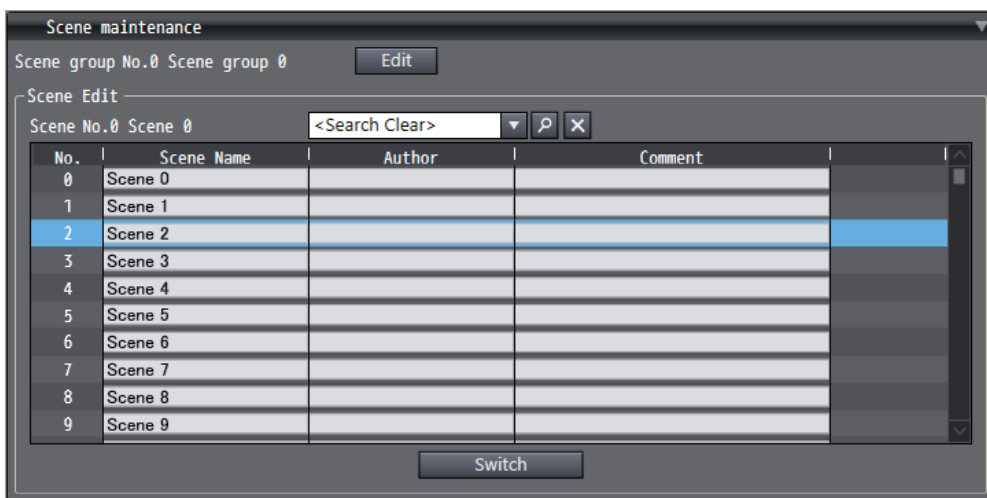 Scene maintenance
Scene group No.0 Scene group 0 Edit
Scene Edit
Scene No.0 Scene 0 <Search Clear>
No. Scene Name Author Comment
0 Scene 0
1 Scene 1
2 Scene 2
3 Scene 3
4 Scene 4
5 Scene 5
6 Scene 6
7 Scene 7
8 Scene 8
9 Scene 9
Switch